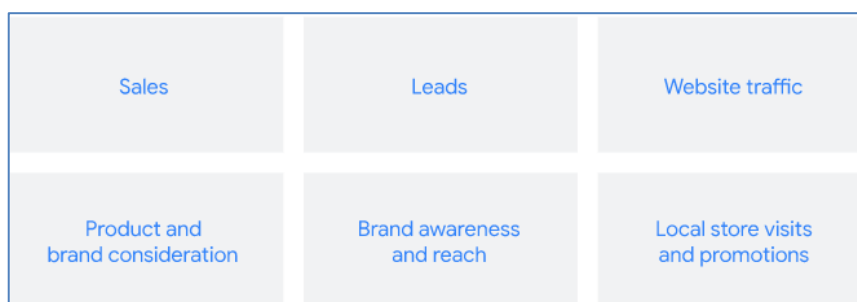 Sales
Leads
Website traffic
Product and
brand consideration
Brand awareness
and reach
Local store visits
and promotions